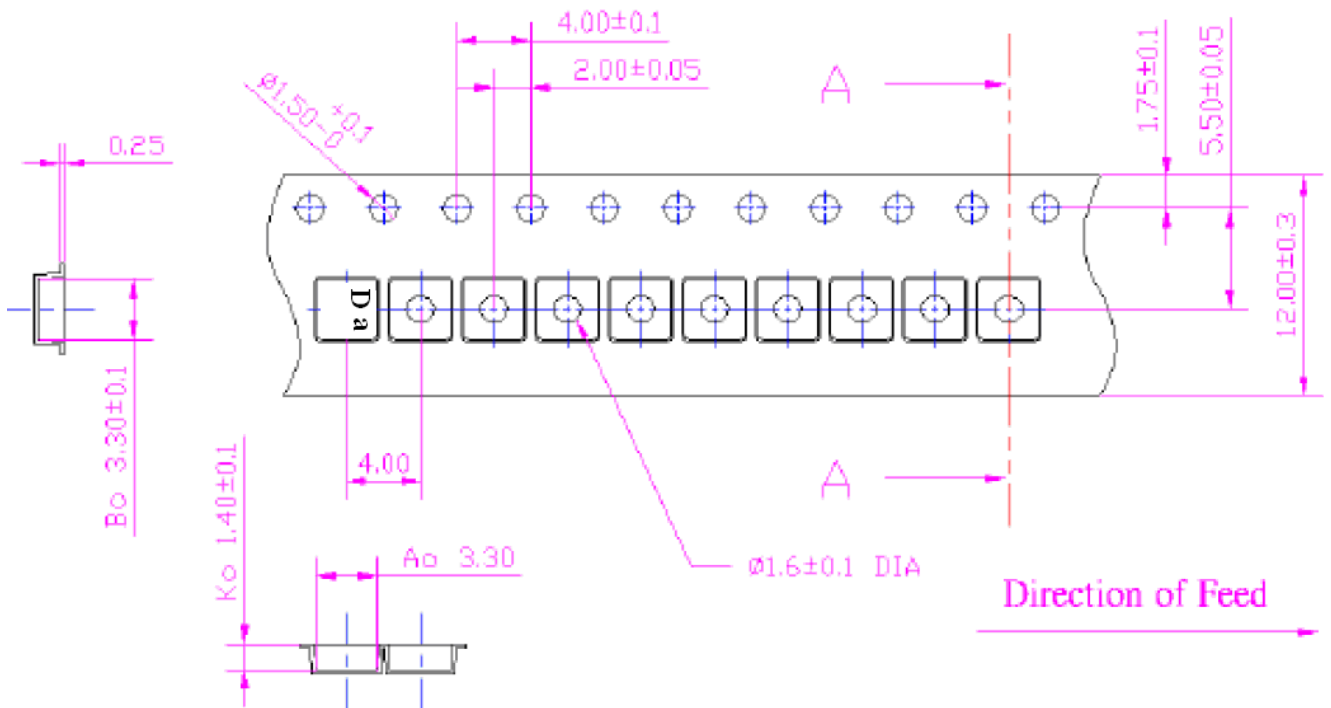 4.00±0.1
2.00±0.05
A
1.75±0.1
5.50±0.05
Ø1.50 +0.1
-0
0.25
12.00±0.3
D a
Bo 3.30±0.1
4.00
Ko 1.40±0.1
A
Ao 3.30
Ø1.6±0.1 DIA
Direction of Feed